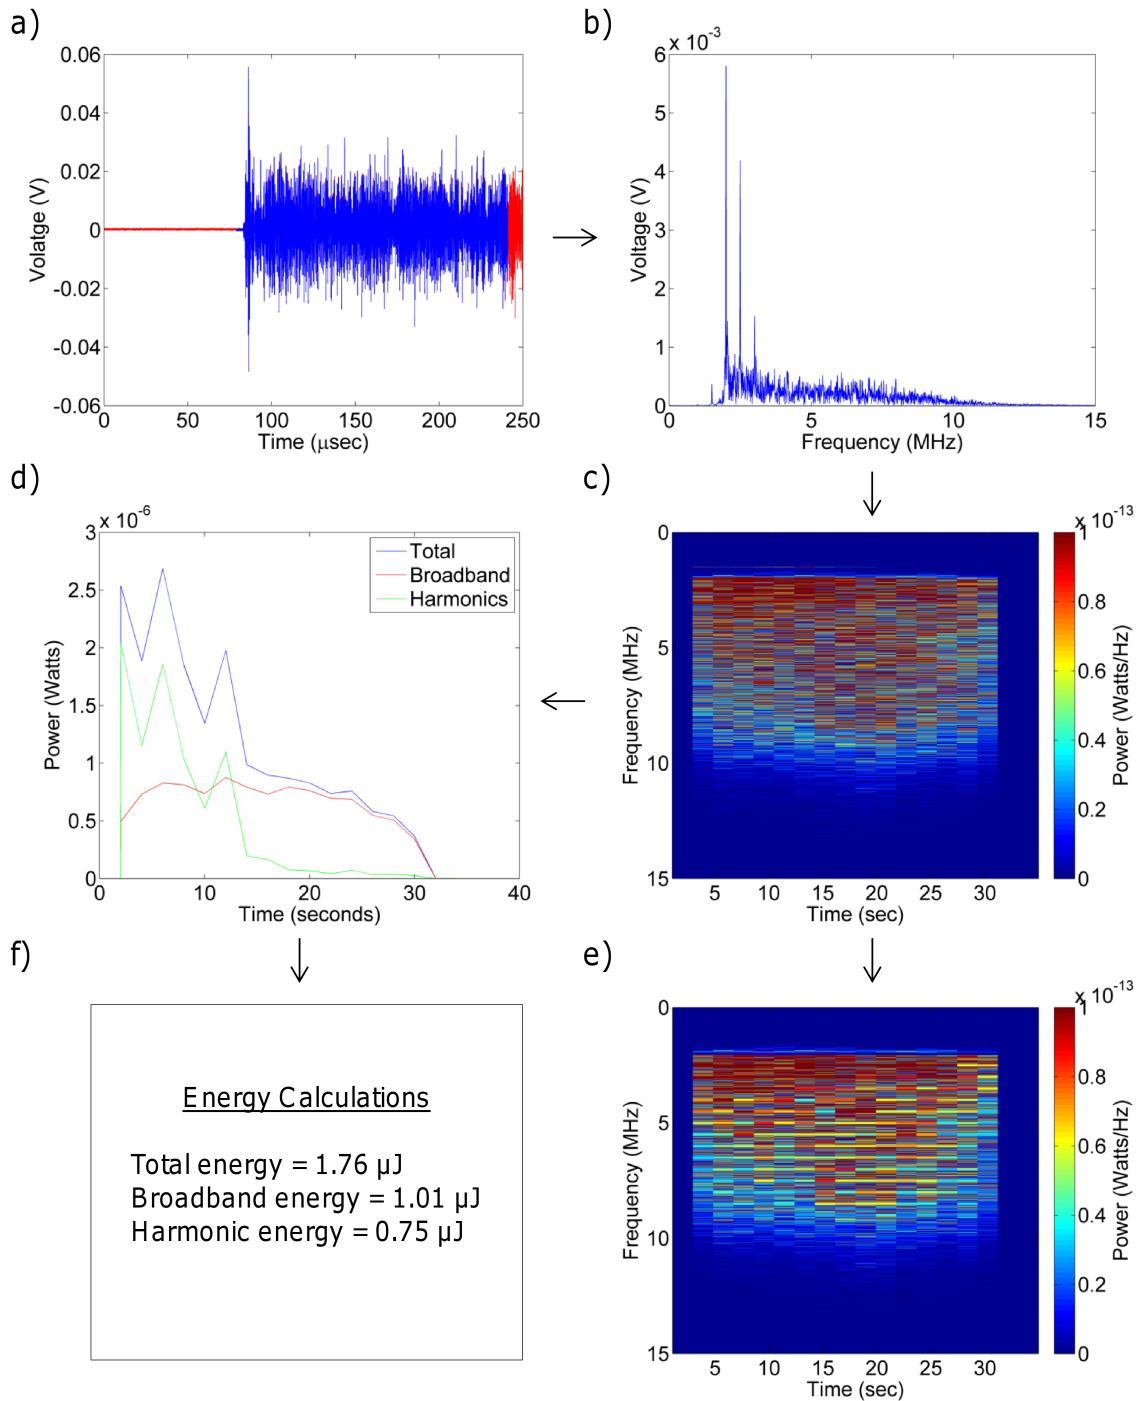 a)
0.06
0.04
0.02
0
-0.02
-0.04
-0.06
Volatge (V)
0 50 100 150 200 250
Time (μsec)
b)
x 10-3
6
5
4
3
2
1
0
Voltage (V)
5 10 15
Frequency (MHz)
d)
x 10-6
3
2.5
2
1.5
1
0.5
0
Power (Watts)
Total
Broadband
Harmonics
10 20 30 40
Time (seconds)
c)
0
5
10
15
Frequency (MHz)
5 10 15 20 25 30
Time (sec)
x 10-13
1
0.8
0.6
0.4
0.2
0
Power (Watts/Hz)
f)
Energy Calculations
Total energy = 1.76 μJ
Broadband energy = 1.01 μJ
Harmonic energy = 0.75 μJ
e)
0
5
10
15
Frequency (MHz)
5 10 15 20 25 30
Time (sec)
x 10-13
1
0.8
0.6
0.4
0.2
0
Power (Watts/Hz)